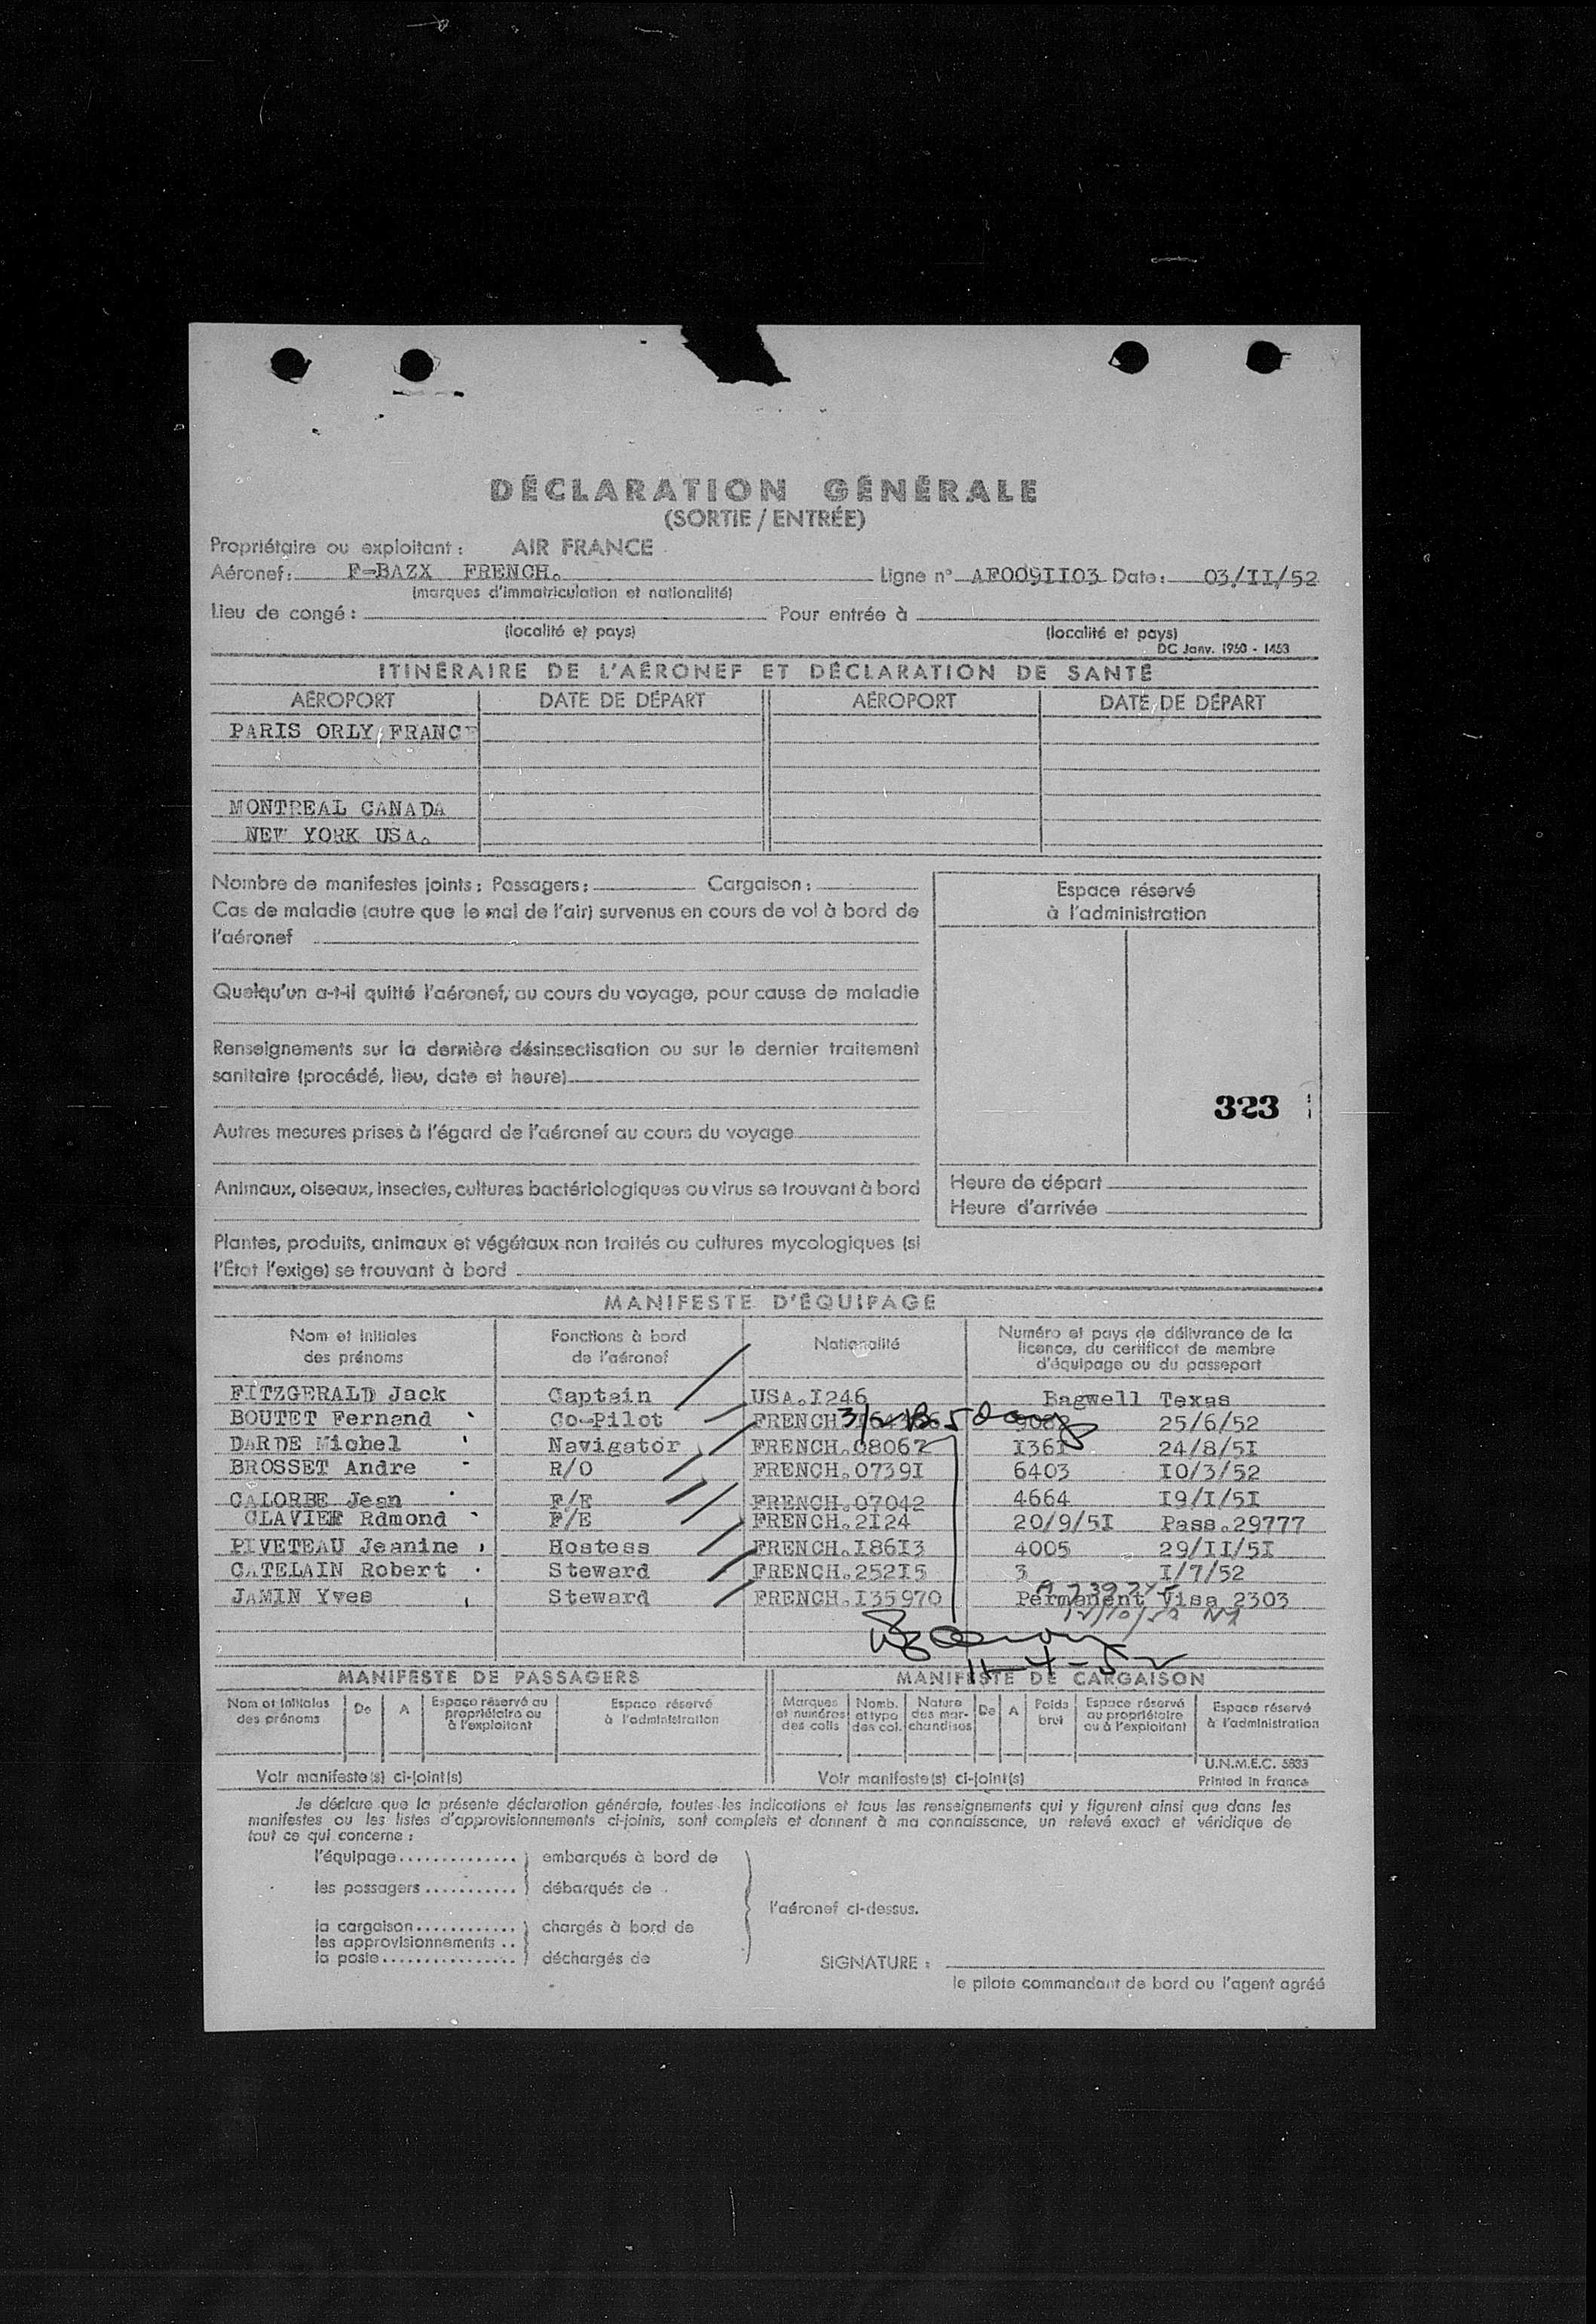 DÉCLARATION GÉNÉRALE
(SORTIE / ENTRÉE)
Propriétaire ou exploitant : AIR FRANCE
Aéronef: F-BAZX FRENCH. Ligne n° AF009II03 Date: 03/II/52
(marques d'immatriculation et nationalité)
Lieu de congé : Pour entrée à
(localité et pays) (localité et pays)
DC Janv. 1950 - 1453
ITINÉRAIRE DE L'AÉRONEF ET DÉCLARATION DE SANTÉ
AÉROPORT DATE DE DÉPART AÉROPORT DATE DE DÉPART
PARIS ORLY FRANCE
MONTREAL CANADA
NEW YORK USA.
Nombre de manifestes joints : Passagers : Cargaison :
Cas de maladie (autre que le mal de l'air) survenus en cours de vol à bord de
l'aéronef
Quelqu'un a-t-il quitté l'aéronef, au cours du voyage, pour cause de maladie
Renseignements sur la dernière désinsectisation ou sur le dernier traitement
sanitaire (procédé, lieu, date et heure)
Autres mesures prises à l'égard de l'aéronef au cours du voyage
Animaux, oiseaux, insectes, cultures bactériologiques ou virus se trouvant à bord
Plantes, produits, animaux et végétaux non traités ou cultures mycologiques (si
l'État l'exige) se trouvant à bord
Espace réservé
à l'administration
323
Heure de départ
Heure d'arrivée
MANIFESTE D'ÉQUIPAGE
Nom et initiales des prénoms Fonctions à bord de l'aéronef Nationalité Numéro et pays de délivrance de la licence, du certificat de membre d'équipage ou du passeport
FITZGERALD Jack Captain USA.I246 Bagwell Texas
BOUTET Fernand Co-Pilot FRENCH 9082 25/6/52
DARDE Michel Navigator FRENCH.08067 I36I 24/8/5I
BROSSET Andre R/O FRENCH.0739I 6403 I0/3/52
CALORBE Jean F/E FRENCH.07042 4664 I9/I/5I
CLAVIER Rdmond F/E FRENCH.2I24 20/9/5I Pass.29777
PIVETEAU Jeanine Hostess FRENCH.I86I3 4005 29/II/5I
CATELAIN Robert Steward FRENCH.252I5 3 I/7/52
JAMIN Yves Steward FRENCH.I35970 Permanent Visa 2303
11-4-52
MANIFESTE DE PASSAGERS MANIFESTE DE CARGAISON
Nom et initiales des prénoms De A Espace réservé au propriétaire ou à l'exploitant Espace réservé à l'administration Marques et numéros des colis Nomb. et type des col. Nature des mar- chandises De A Poids brut Espace réservé au propriétaire ou à l'exploitant Espace réservé à l'administration
U.N.M.E.C. 5833
Voir manifeste(s) ci-joint(s) Voir manifeste(s) ci-joint(s) Printed in France
Je déclare que la présente déclaration générale, toutes les indications et tous les renseignements qui y figurent ainsi que dans les
manifestes ou les listes d'approvisionnements ci-joints, sont complets et donnent à ma connaissance, un relevé exact et véridique de
tout ce qui concerne :
l'équipage.............. embarqués à bord de
les passagers........... débarqués de
l'aéronef ci-dessus.
la cargaison............ chargés à bord de
les approvisionnements ..
la poste................ déchargés de
SIGNATURE :
le pilote commandant de bord ou l'agent agréé